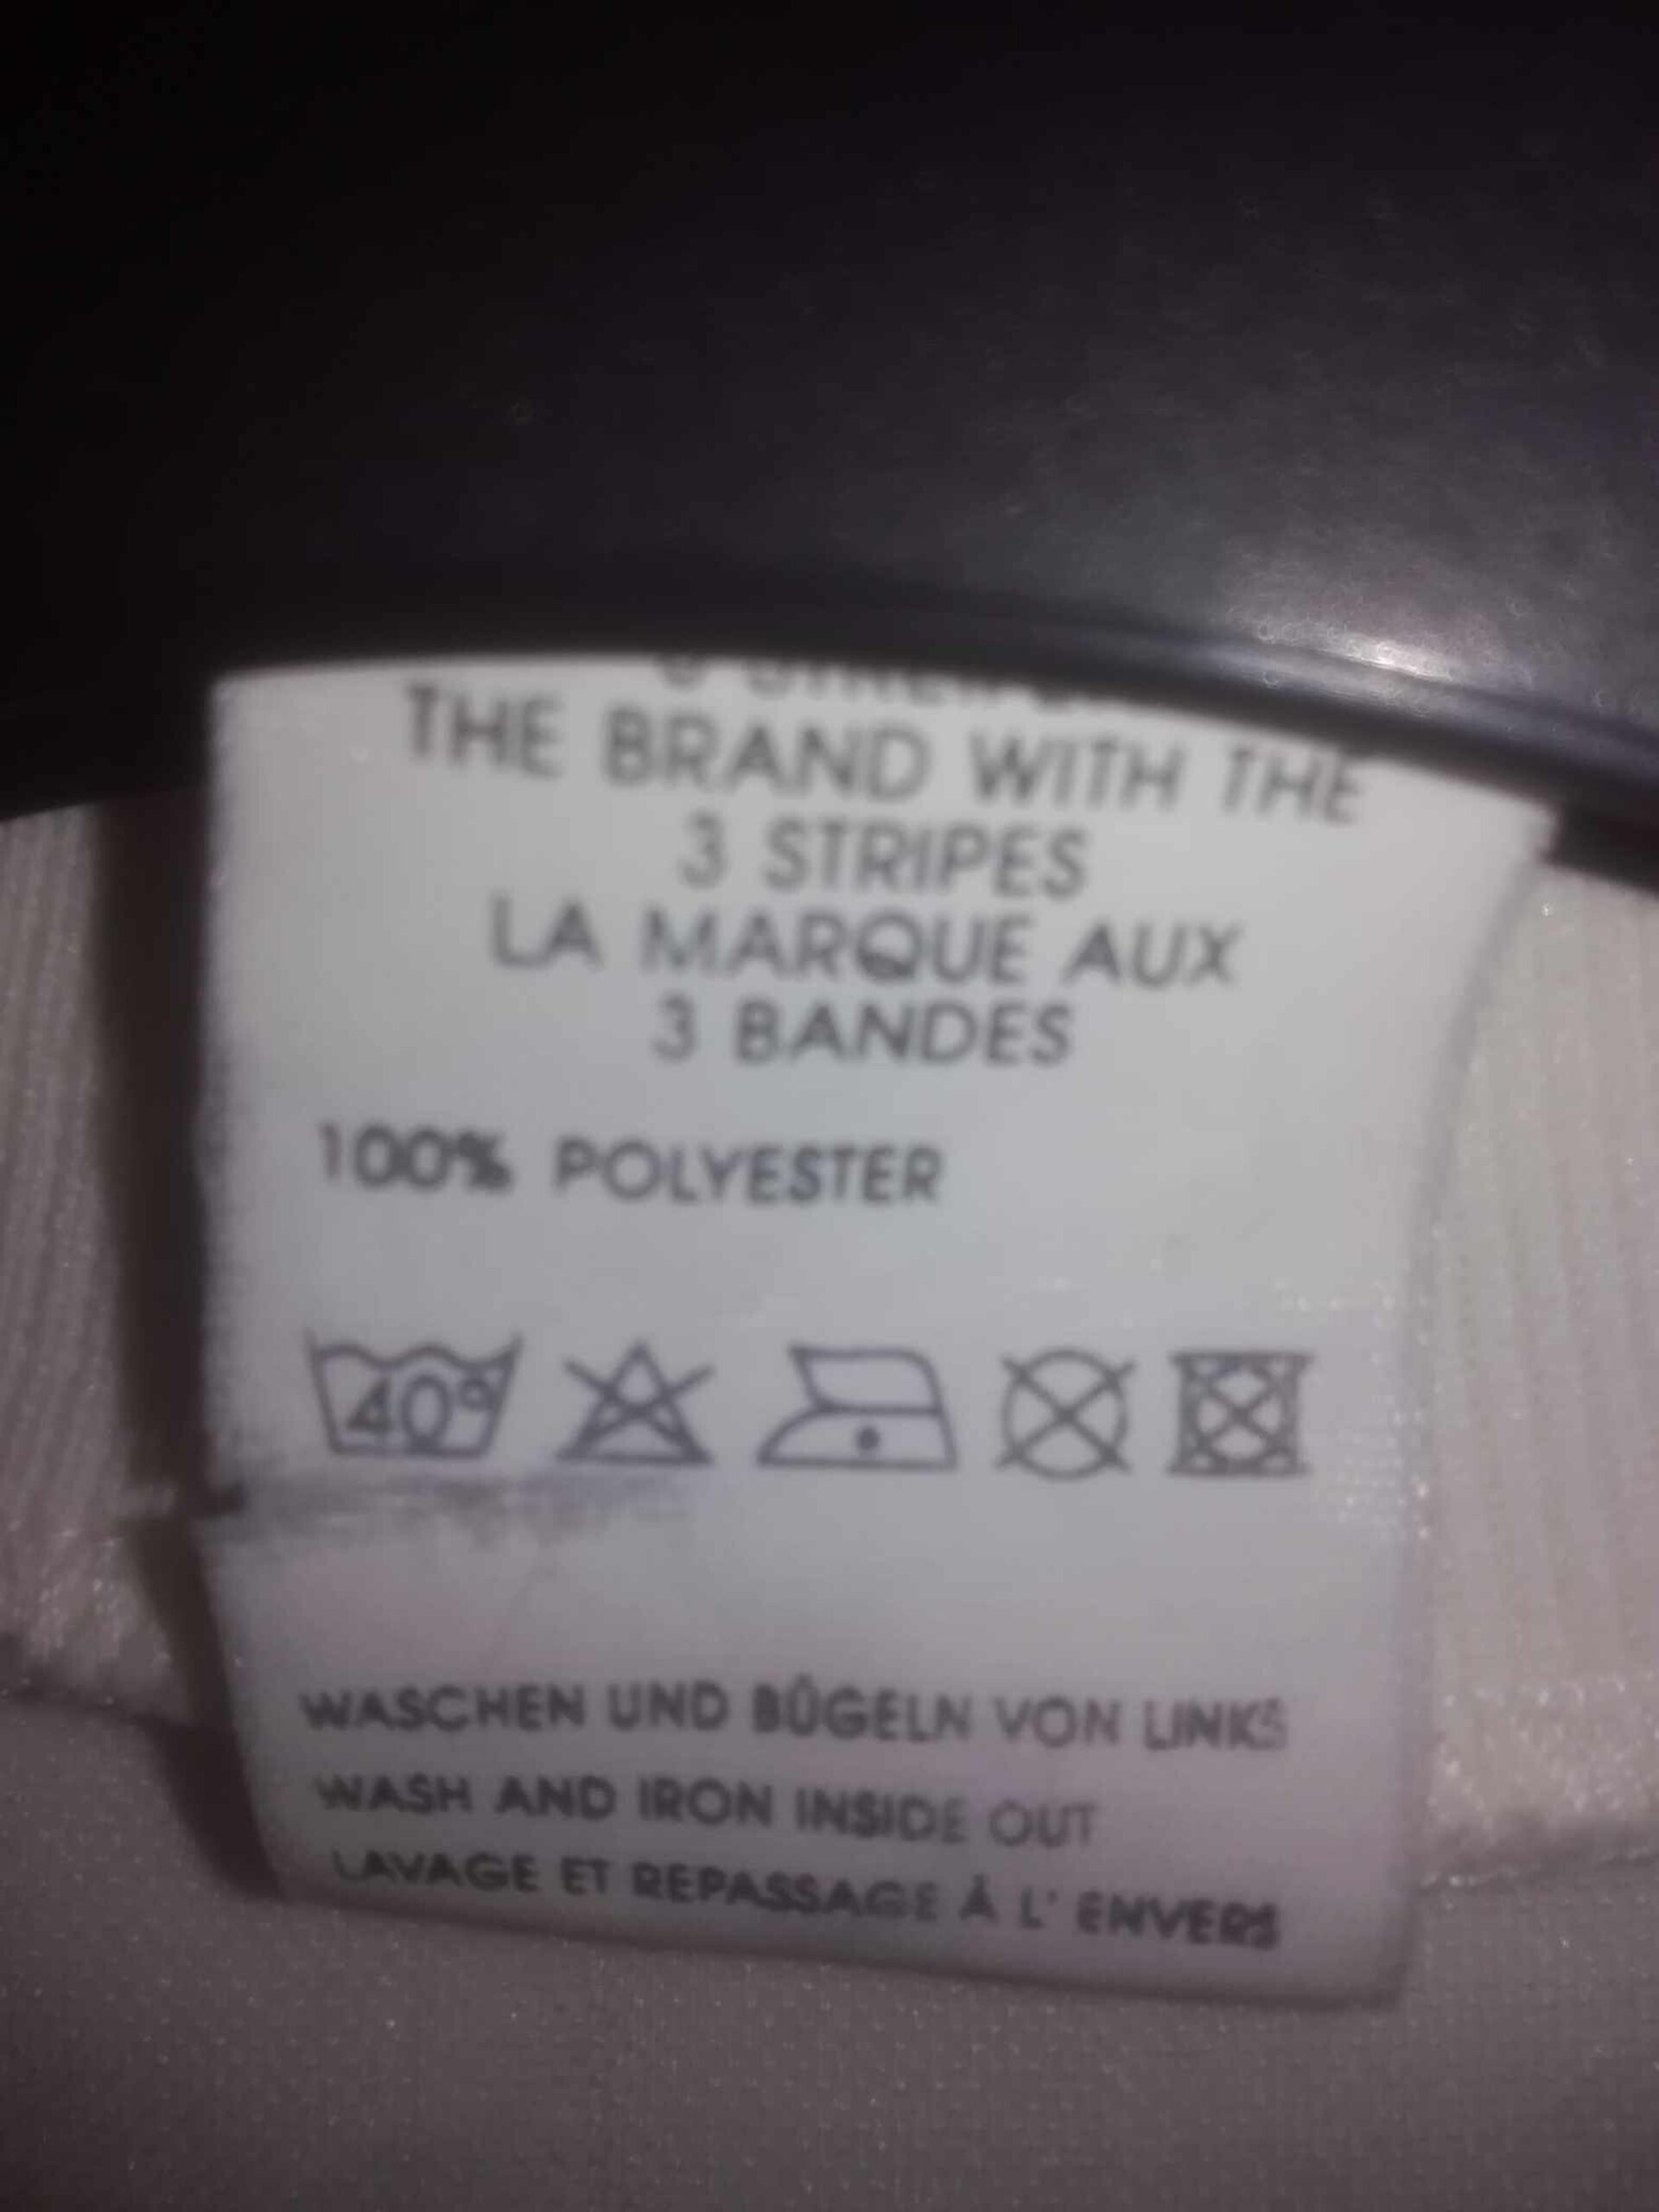 THE BRAND WITH THE
3 STRIPES
LA MARQUE AUX
3 BANDES
100% POLYESTER
40°
WASCHEN UND BÜGELN VON LINKS
WASH AND IRON INSIDE OUT
LAVAGE ET REPASSAGE À L' ENVERS